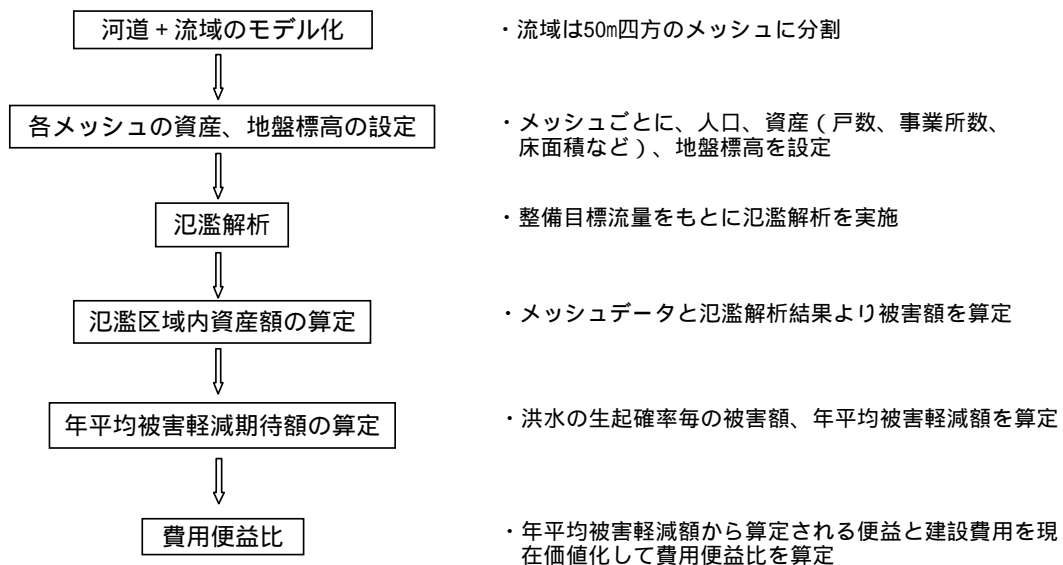 河道+流域のモデル化
・流域は50m四方のメッシュに分割
各メッシュの資産、地盤標高の設定
・メッシュごとに、人口、資産(戸数、事業所数、
床面積など)、地盤標高を設定
氾濫解析
・整備目標流量をもとに氾濫解析を実施
氾濫区域内資産額の算定
・メッシュデータと氾濫解析結果より被害額を算定
年平均被害軽減期待額の算定
・洪水の生起確率毎の被害額、年平均被害軽減額を算定
費用便益比
・年平均被害軽減額から算定される便益と建設費用を現
在価値化して費用便益比を算定